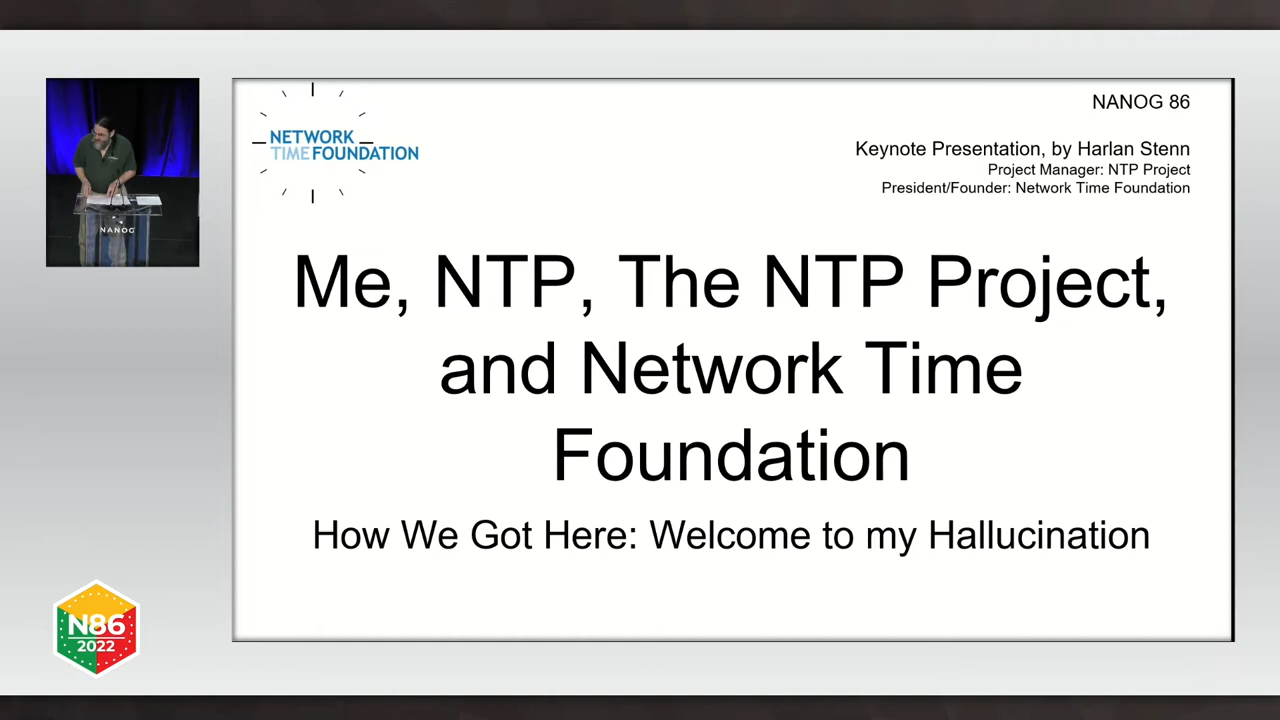 NANOG
NETWORK
TIME FOUNDATION
NANOG 86
Keynote Presentation, by Harlan Stenn
Project Manager: NTP Project
President/Founder: Network Time Foundation
Me, NTP, The NTP Project,
and Network Time
Foundation
How We Got Here: Welcome to my Hallucination
N86
2022